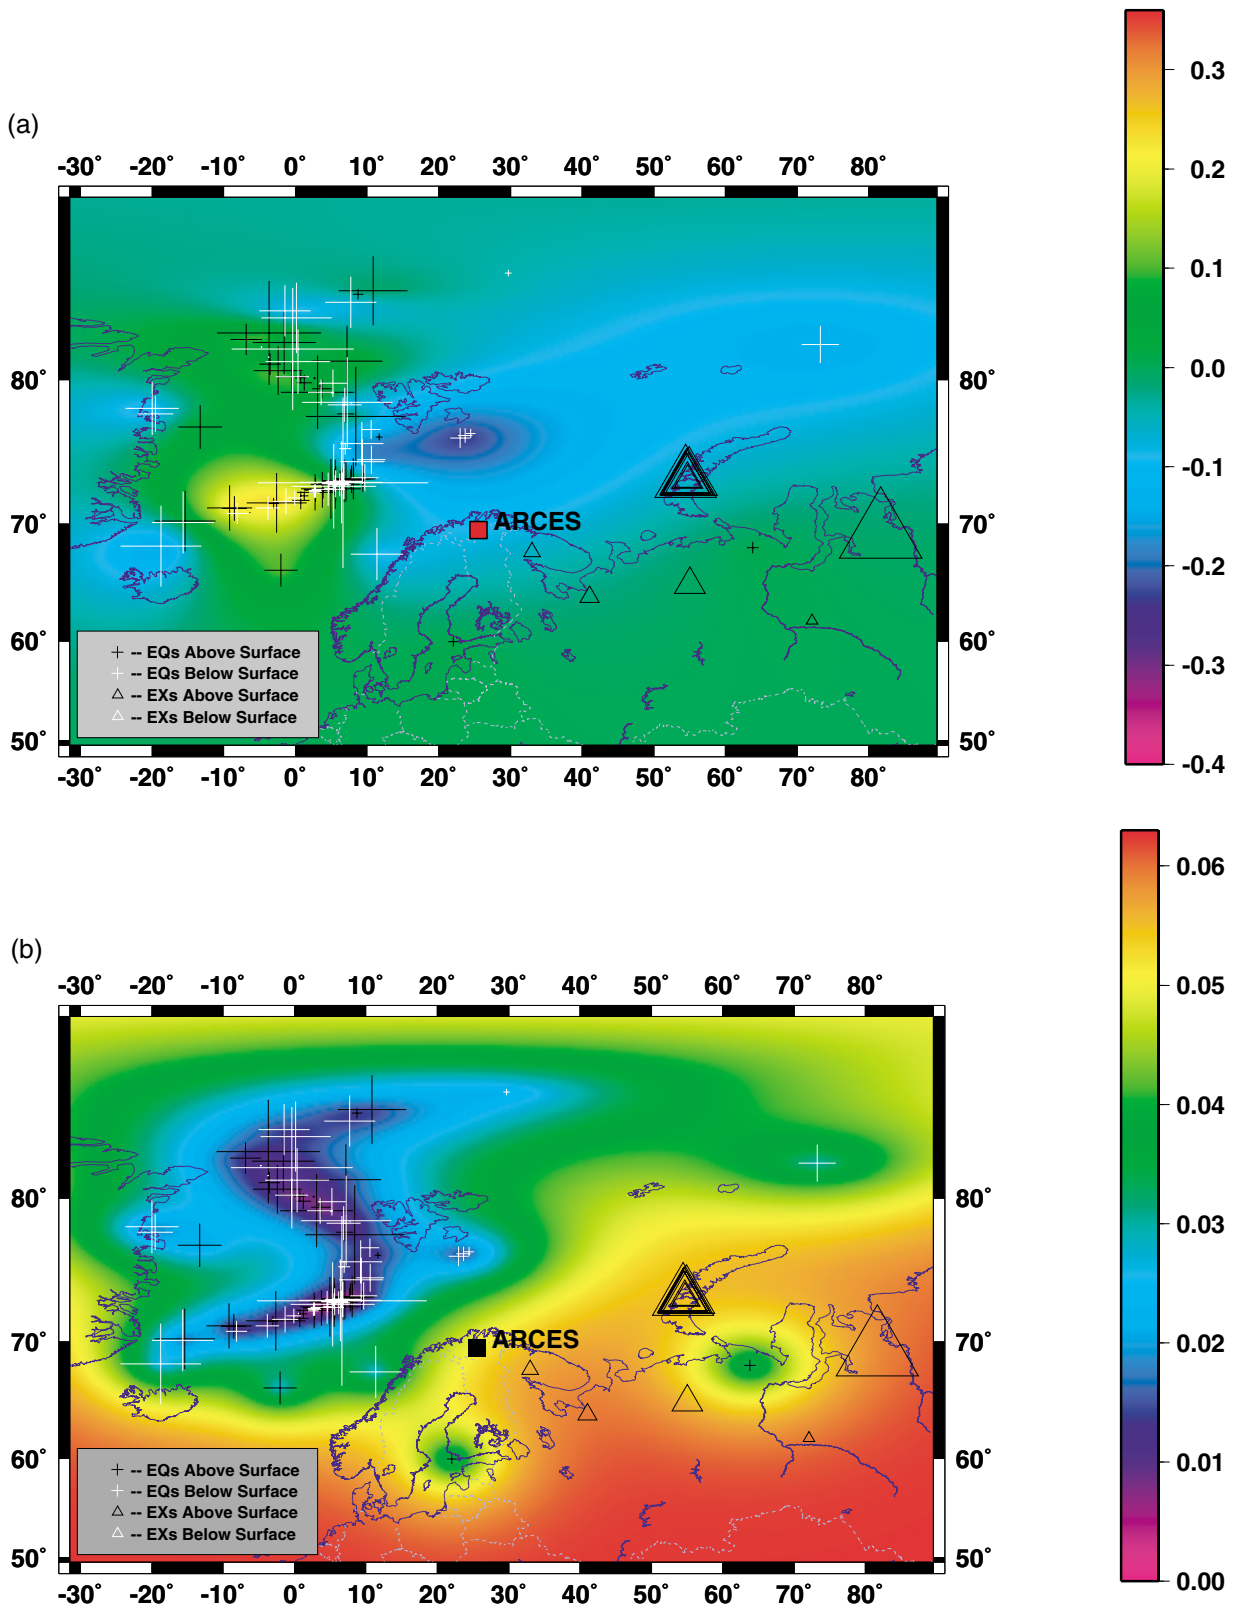 (a)
-30˚ -20˚ -10˚ 0˚ 10˚ 20˚ 30˚ 40˚ 50˚ 60˚ 70˚ 80˚
0.3
0.2
0.1
0.0
-0.1
-0.2
-0.3
-0.4
80˚ 80˚
70˚ 70˚
60˚ 60˚
50˚ 50˚
ARCES
-- EQs Above Surface
-- EQs Below Surface
-- EXs Above Surface
-- EXs Below Surface
-30˚ -20˚ -10˚ 0˚ 10˚ 20˚ 30˚ 40˚ 50˚ 60˚ 70˚ 80˚
(b)
-30˚ -20˚ -10˚ 0˚ 10˚ 20˚ 30˚ 40˚ 50˚ 60˚ 70˚ 80˚
0.06
0.05
0.04
0.03
0.02
0.01
0.00
80˚ 80˚
70˚ 70˚
60˚ 60˚
50˚ 50˚
ARCES
-- EQs Above Surface
-- EQs Below Surface
-- EXs Above Surface
-- EXs Below Surface
-30˚ -20˚ -10˚ 0˚ 10˚ 20˚ 30˚ 40˚ 50˚ 60˚ 70˚ 80˚